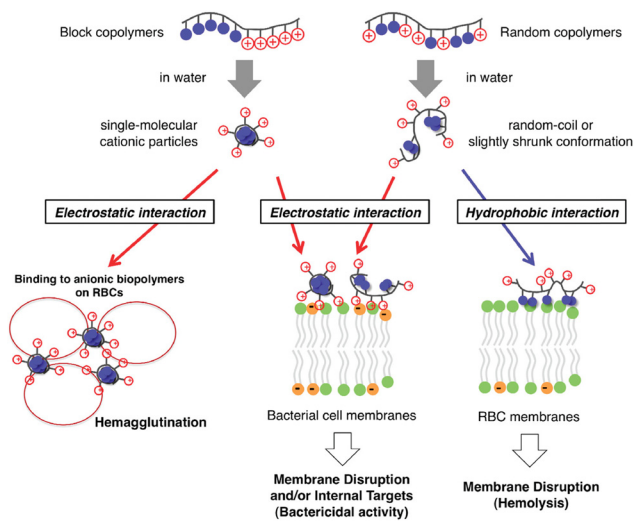 Block copolymers
Random copolymers
in water
in water
single-molecular
cationic particles
random-coil or
slightly shrunk conformation
Electrostatic interaction
Electrostatic interaction
Hydrophobic interaction
Binding to anionic biopolymers
on RBCs
Hemagglutination
Bacterial cell membranes
RBC membranes
Membrane Disruption
and/or Internal Targets
(Bactericidal activity)
Membrane Disruption
(Hemolysis)